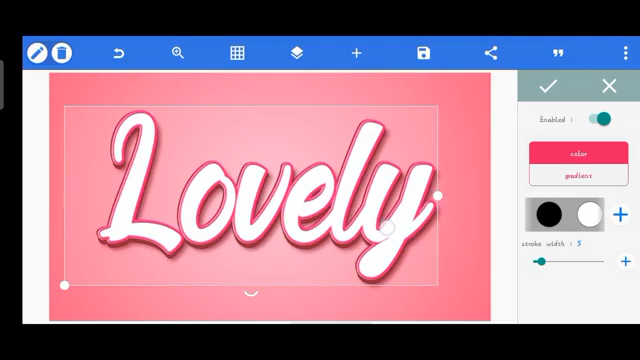 Lovely
Enabled :
color
gradient
stroke width : 5